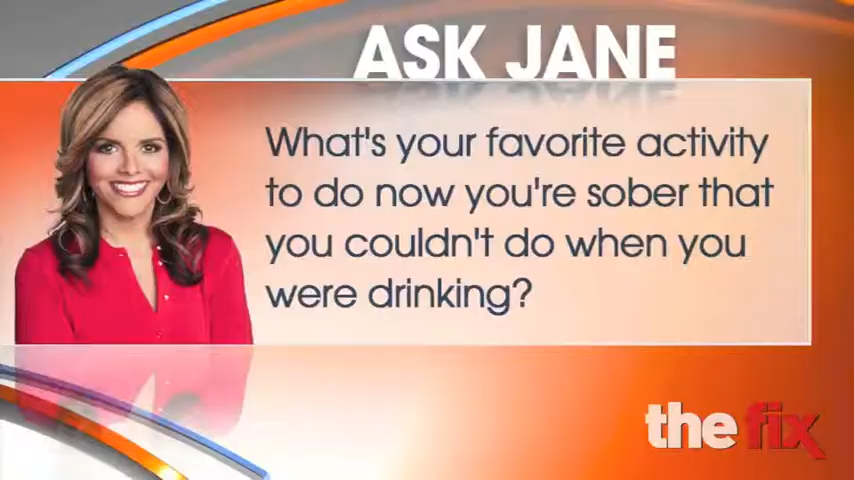 ASK JANE
What's your favorite activity
to do now you're sober that
you couldn't do when you
were drinking?
the fix